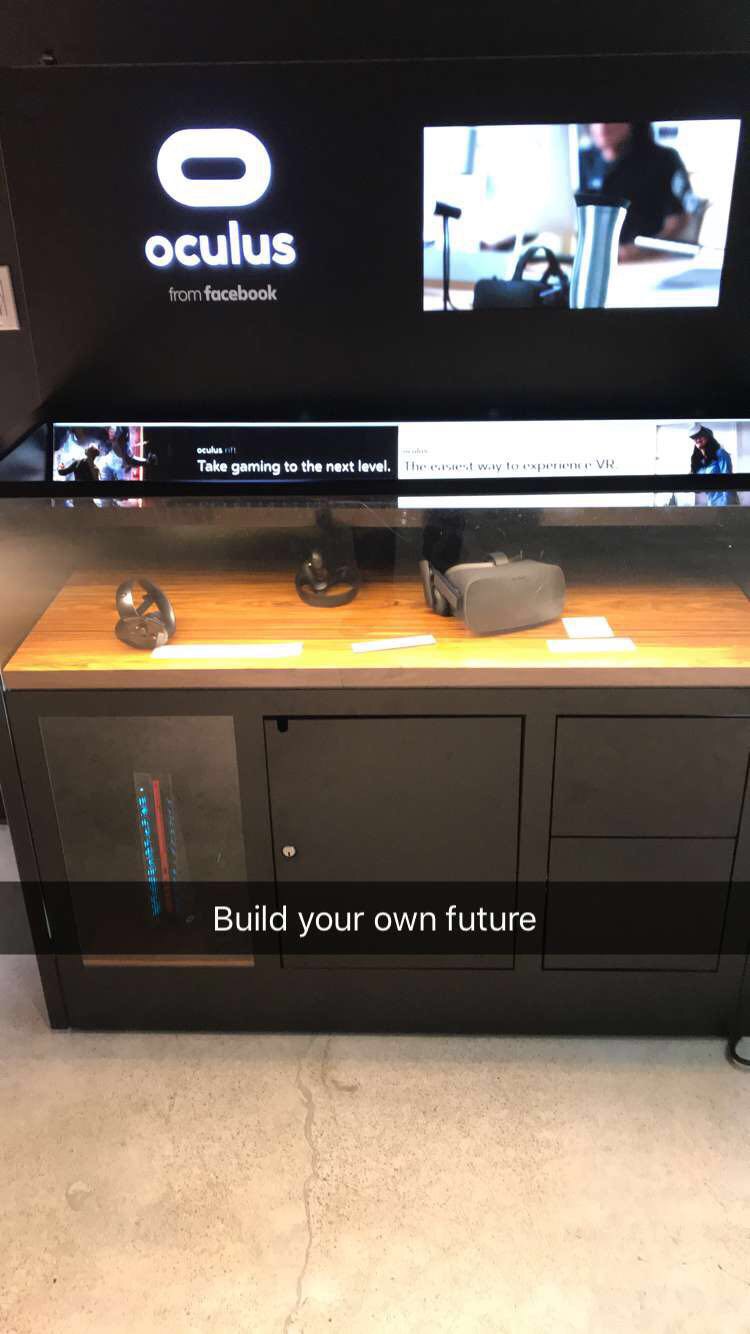 oculus
from facebook
oculus rift
Take gaming to the next level.
oculus
The easiest way to experience VR.
Build your own future